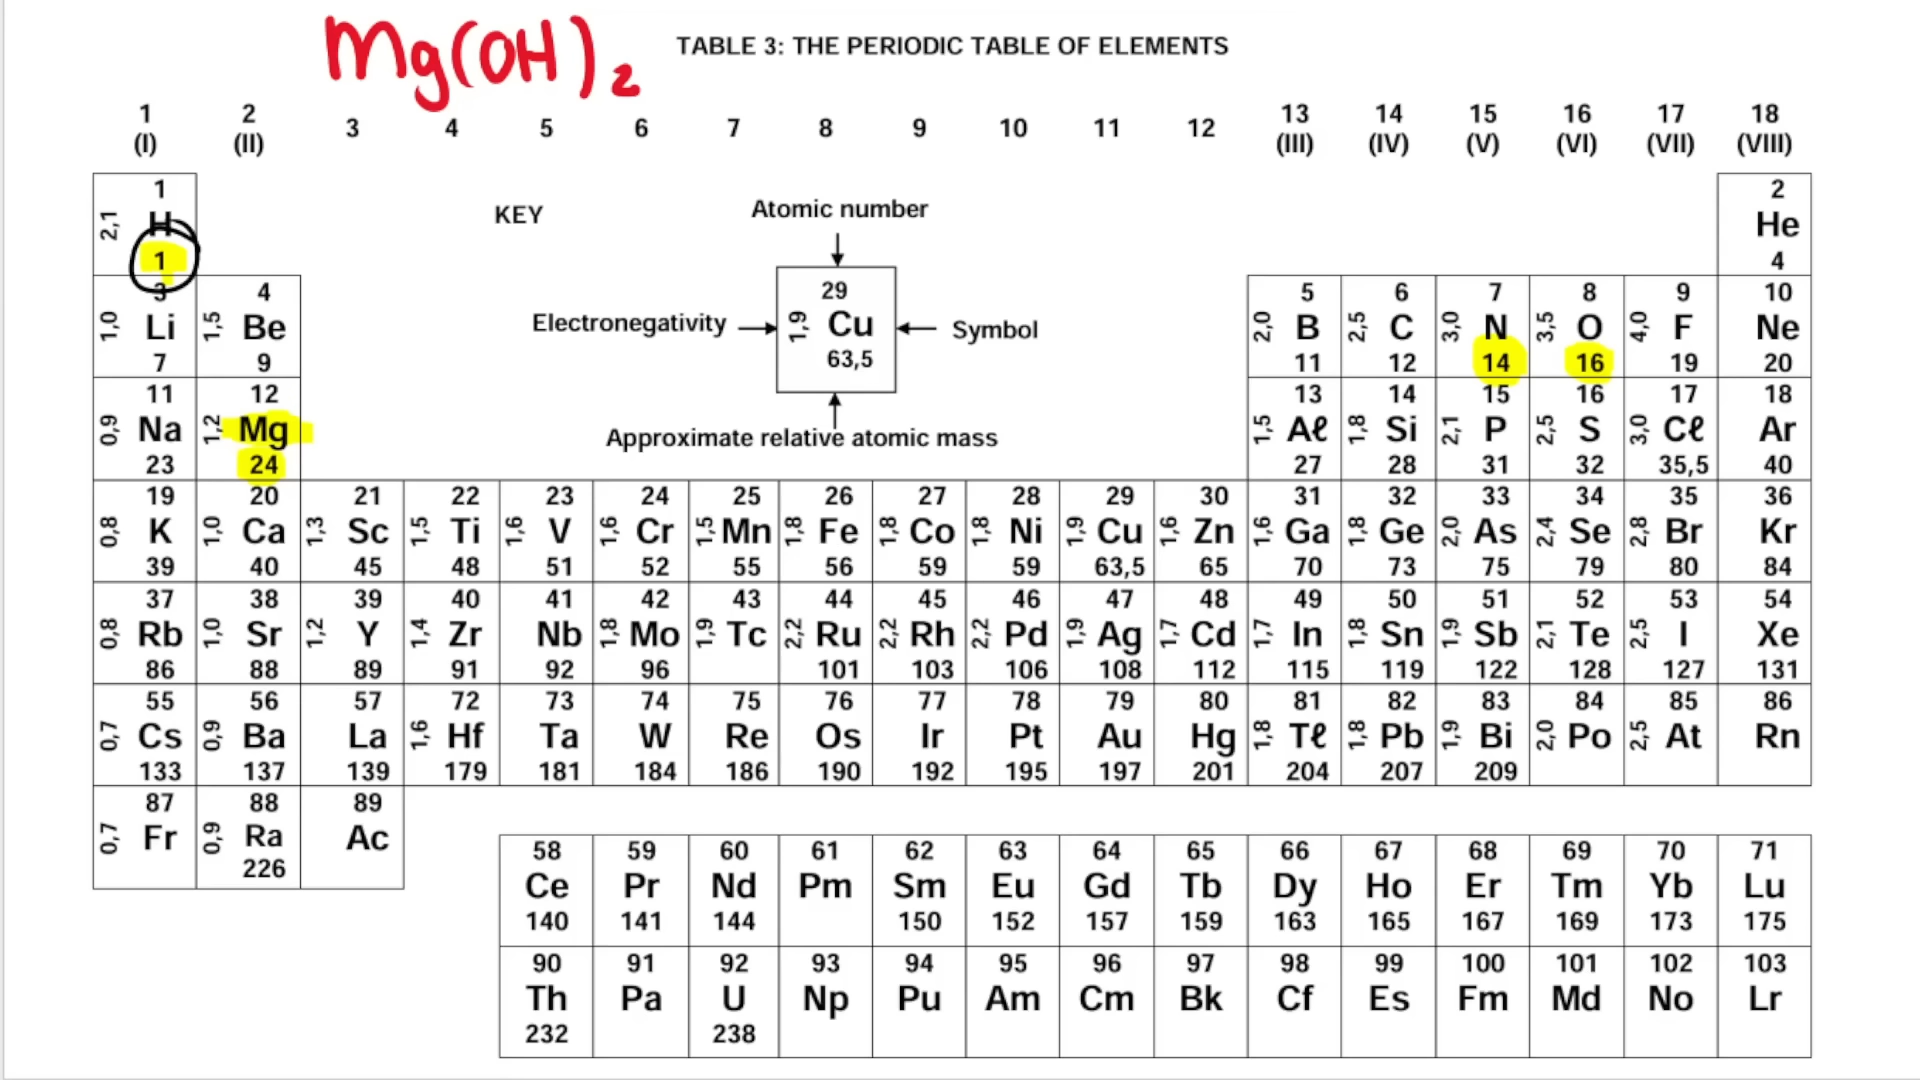 Mg(OH)₂
TABLE 3: THE PERIODIC TABLE OF ELEMENTS
1 2 3 4 5 6 7 8 9 10 11 12 13 14 15 16 17 18
(I) (II) (III) (IV) (V) (VI) (VII) (VIII)
1 2
2,1 H He
1 4
KEY
Atomic number
29
1,9 Cu
63,5
Electronegativity
Symbol
Approximate relative atomic mass
3 4 5 6 7 8 9 10
1,0 Li 1,5 Be 2,0 B 2,5 C 3,0 N 3,5 O 4,0 F Ne
7 9 11 12 14 16 19 20
11 12 13 14 15 16 17 18
0,9 Na 1,2 Mg 1,5 Aℓ 1,8 Si 2,1 P 2,5 S 3,0 Cℓ Ar
23 24 27 28 31 32 35,5 40
19 20 21 22 23 24 25 26 27 28 29 30 31 32 33 34 35 36
0,8 K 1,0 Ca 1,3 Sc 1,5 Ti 1,6 V 1,6 Cr 1,5 Mn 1,8 Fe 1,8 Co 1,8 Ni 1,9 Cu 1,6 Zn 1,6 Ga 1,8 Ge 2,0 As 2,4 Se 2,8 Br Kr
39 40 45 48 51 52 55 56 59 59 63,5 65 70 73 75 79 80 84
37 38 39 40 41 42 43 44 45 46 47 48 49 50 51 52 53 54
0,8 Rb 1,0 Sr 1,2 Y 1,4 Zr Nb 1,8 Mo 1,9 Tc 2,2 Ru 2,2 Rh 2,2 Pd 1,9 Ag 1,7 Cd 1,7 In 1,8 Sn 1,9 Sb 2,1 Te 2,5 I Xe
86 88 89 91 92 96 101 103 106 108 112 115 119 122 128 127 131
55 56 57 72 73 74 75 76 77 78 79 80 81 82 83 84 85 86
0,7 Cs 0,9 Ba La 1,6 Hf Ta W Re Os Ir Pt Au Hg 1,8 Tℓ 1,8 Pb 1,9 Bi 2,0 Po 2,5 At Rn
133 137 139 179 181 184 186 190 192 195 197 201 204 207 209
87 88 89
0,7 Fr 0,9 Ra Ac
226
58 59 60 61 62 63 64 65 66 67 68 69 70 71
Ce Pr Nd Pm Sm Eu Gd Tb Dy Ho Er Tm Yb Lu
140 141 144 150 152 157 159 163 165 167 169 173 175
90 91 92 93 94 95 96 97 98 99 100 101 102 103
Th Pa U Np Pu Am Cm Bk Cf Es Fm Md No Lr
232 238